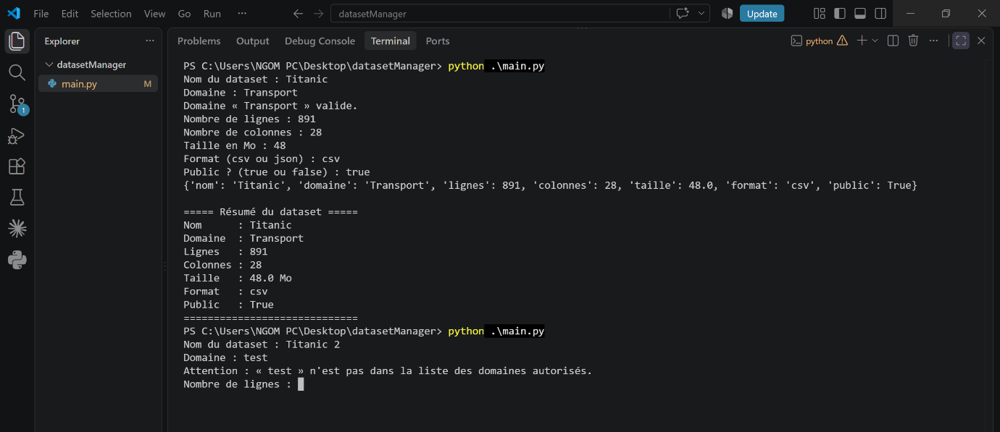 File Edit Selection View Go Run ··· datasetManager Update
Explorer ··· Problems Output Debug Console Terminal Ports python ···
datasetManager
main.py M
1
PS C:\Users\NGOM PC\Desktop\datasetManager> python .\main.py
Nom du dataset : Titanic
Domaine : Transport
Domaine « Transport » valide.
Nombre de lignes : 891
Nombre de colonnes : 28
Taille en Mo : 48
Format (csv ou json) : csv
Public ? (true ou false) : true
{'nom': 'Titanic', 'domaine': 'Transport', 'lignes': 891, 'colonnes': 28, 'taille': 48.0, 'format': 'csv', 'public': True}
===== Résumé du dataset =====
Nom      : Titanic
Domaine  : Transport
Lignes   : 891
Colonnes : 28
Taille   : 48.0 Mo
Format   : csv
Public   : True
=============================
PS C:\Users\NGOM PC\Desktop\datasetManager> python .\main.py
Nom du dataset : Titanic 2
Domaine : test
Attention : « test » n'est pas dans la liste des domaines autorisés.
Nombre de lignes :